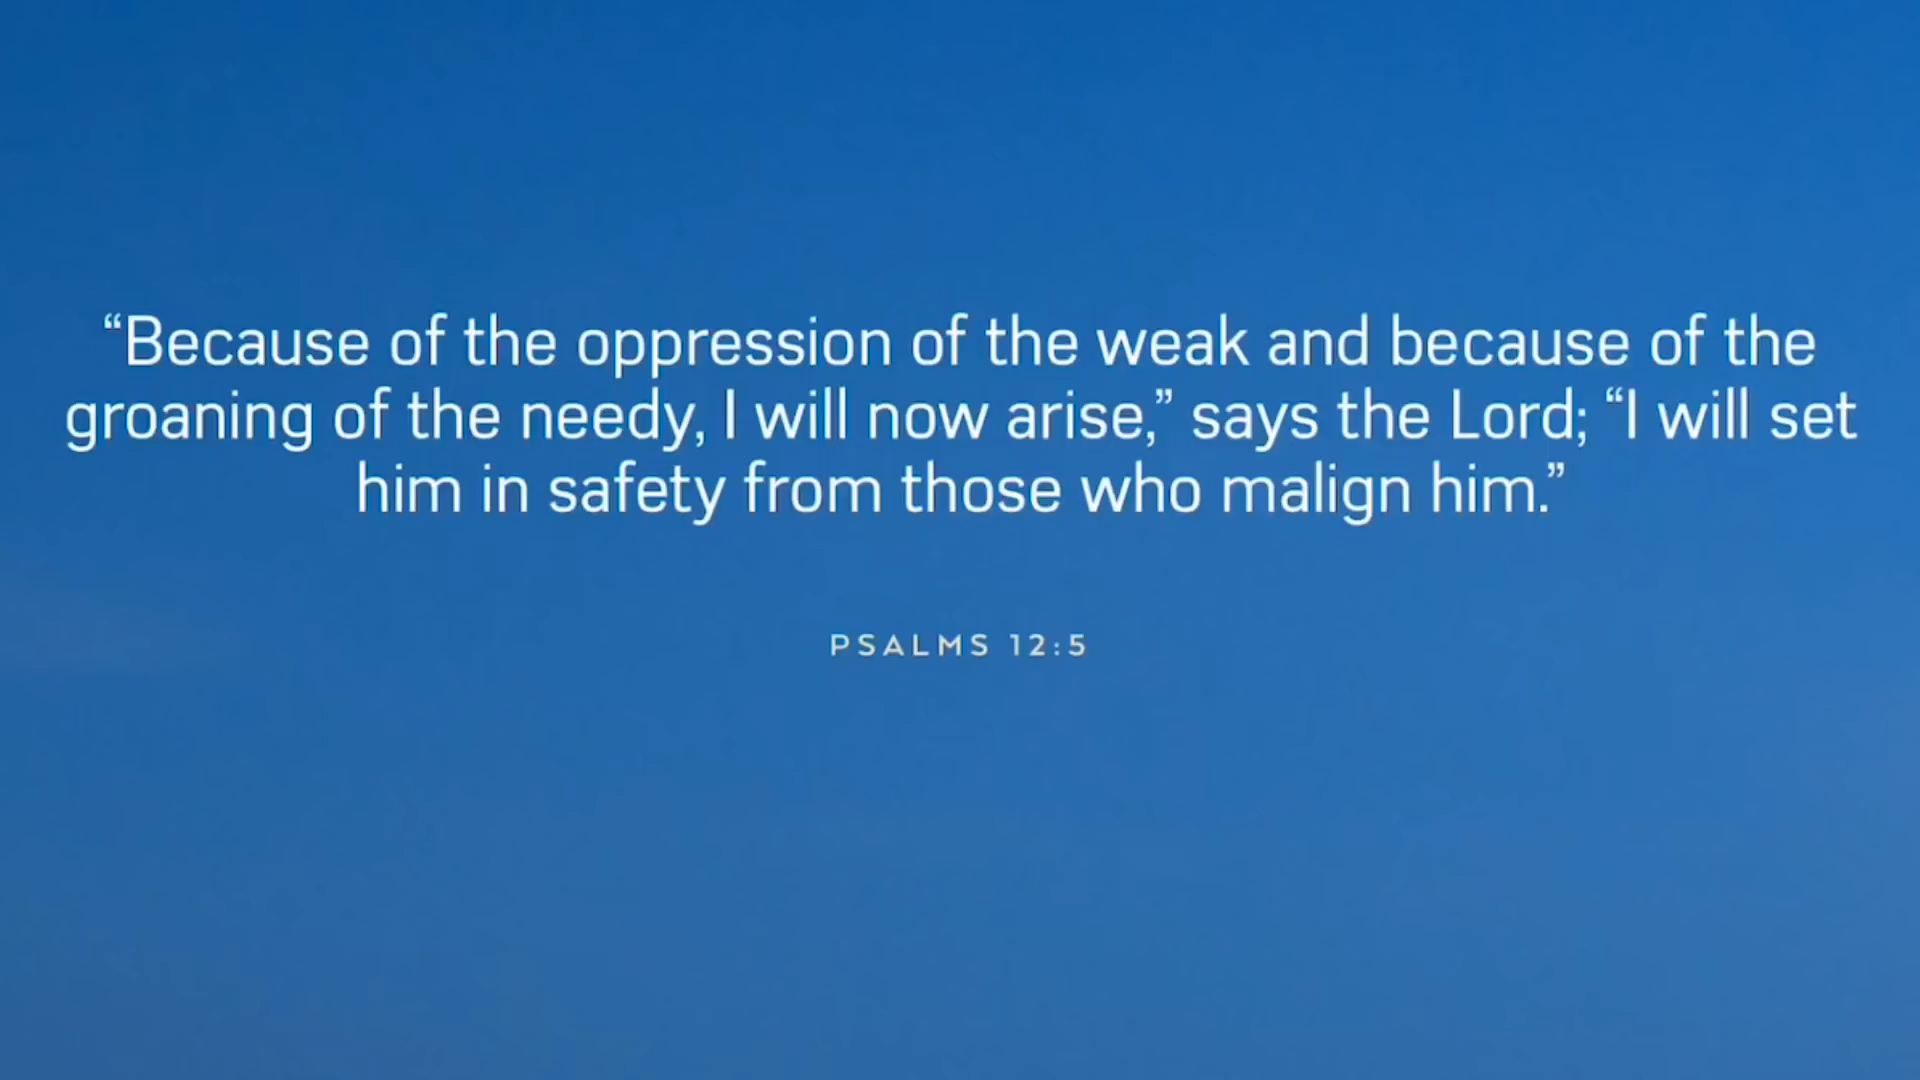 “Because of the oppression of the weak and because of the
groaning of the needy, I will now arise,” says the Lord; “I will set
him in safety from those who malign him.”
PSALMS 12:5